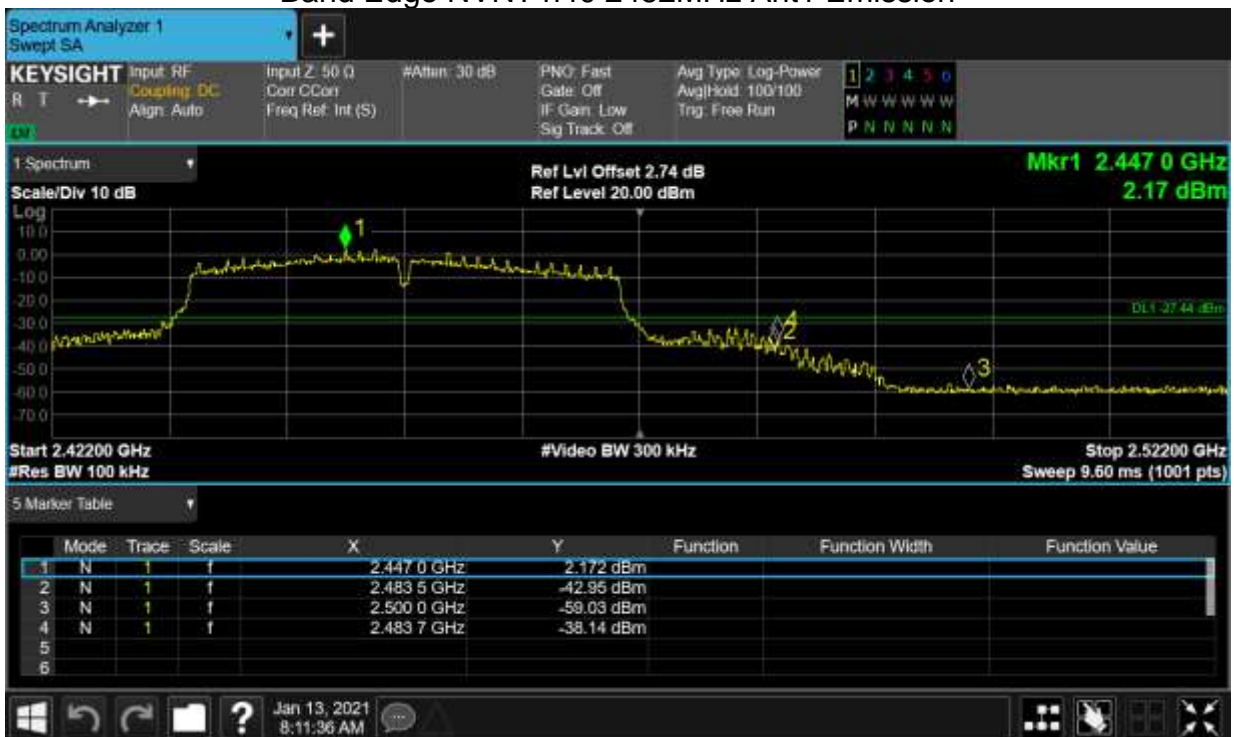 Spectrum Analyzer 1
Swept SA
+
KEYSIGHT Input: RF Input Z: 50 Ω #Atten: 30 dB PNO: Fast Avg Type: Log-Power 1 2 3 4 5 6
R T Coupling: DC Corr CCorr Gate: Off Avg|Hold: 100/100 M W W W W W
Align: Auto Freq Ref: Int (S) IF Gain: Low Trig: Free Run P N N N N N
Sig Track: Off
1 Spectrum Ref Lvl Offset 2.74 dB Mkr1 2.447 0 GHz
Scale/Div 10 dB Ref Level 20.00 dBm 2.17 dBm
Log
10.0 1
0.00
-10.0
-20.0 DL1 -27.44 dBm
-30.0 4
-40.0 2
-50.0 3
-60.0
-70.0
Start 2.42200 GHz #Video BW 300 kHz Stop 2.52200 GHz
#Res BW 100 kHz Sweep 9.60 ms (1001 pts)
5 Marker Table
Mode Trace Scale X Y Function Function Width Function Value
1 N 1 f 2.447 0 GHz 2.172 dBm
2 N 1 f 2.483 5 GHz -42.95 dBm
3 N 1 f 2.500 0 GHz -59.03 dBm
4 N 1 f 2.483 7 GHz -38.14 dBm
5
6
? Jan 13, 2021
8:11:36 AM